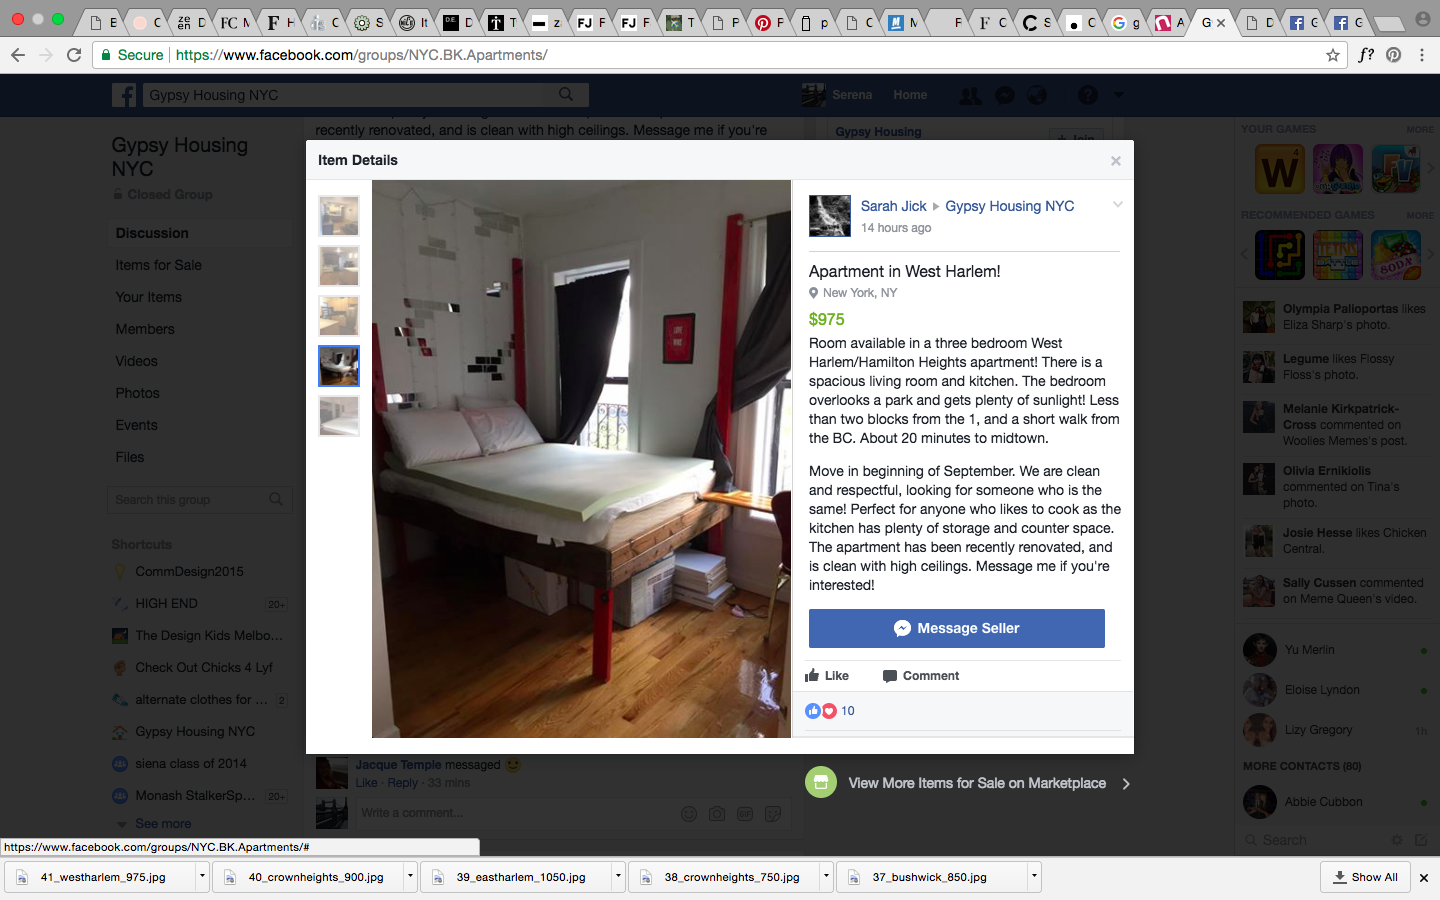 Secure https://www.facebook.com/groups/NYC.BK.Apartments/
Gypsy Housing NYC
Serena Home
Gypsy Housing NYC
Closed Group
Discussion
Items for Sale
Your Items
Members
Videos
Photos
Events
Files
Search this group
Shortcuts
CommDesign2015
HIGH END 20+
The Design Kids Melbo...
Check Out Chicks 4 Lyf
alternate clothes for ... 2
Gypsy Housing NYC
siena class of 2014
Monash StalkerSp... 20+
See more
recently renovated, and is clean with high ceilings. Message me if you're
Gypsy Housing
Join
Item Details
Sarah Jick Gypsy Housing NYC
14 hours ago
Apartment in West Harlem!
New York, NY
$975
Room available in a three bedroom West
Harlem/Hamilton Heights apartment! There is a
spacious living room and kitchen. The bedroom
overlooks a park and gets plenty of sunlight! Less
than two blocks from the 1, and a short walk from
the BC. About 20 minutes to midtown.
Move in beginning of September. We are clean
and respectful, looking for someone who is the
same! Perfect for anyone who likes to cook as the
kitchen has plenty of storage and counter space.
The apartment has been recently renovated, and
is clean with high ceilings. Message me if you're
interested!
Message Seller
Like Comment
10
Jacque Temple messaged
Like · Reply · 33 mins
Write a comment...
View More Items for Sale on Marketplace
YOUR GAMES MORE
RECOMMENDED GAMES MORE
Olympia Palioportas likes
Eliza Sharp's photo.
Legume likes Flossy
Floss's photo.
Melanie Kirkpatrick-
Cross commented on
Woolies Memes's post.
Olivia Ernikiolis
commented on Tina's
photo.
Josie Hesse likes Chicken
Central.
Sally Cussen commented
on Meme Queen's video.
Yu Merlin
Eloise Lyndon
Lizy Gregory 1h
MORE CONTACTS (80)
Abbie Cubbon
Search
https://www.facebook.com/groups/NYC.BK.Apartments/#
41_westharlem_975.jpg 40_crownheights_900.jpg 39_eastharlem_1050.jpg 38_crownheights_750.jpg 37_bushwick_850.jpg Show All